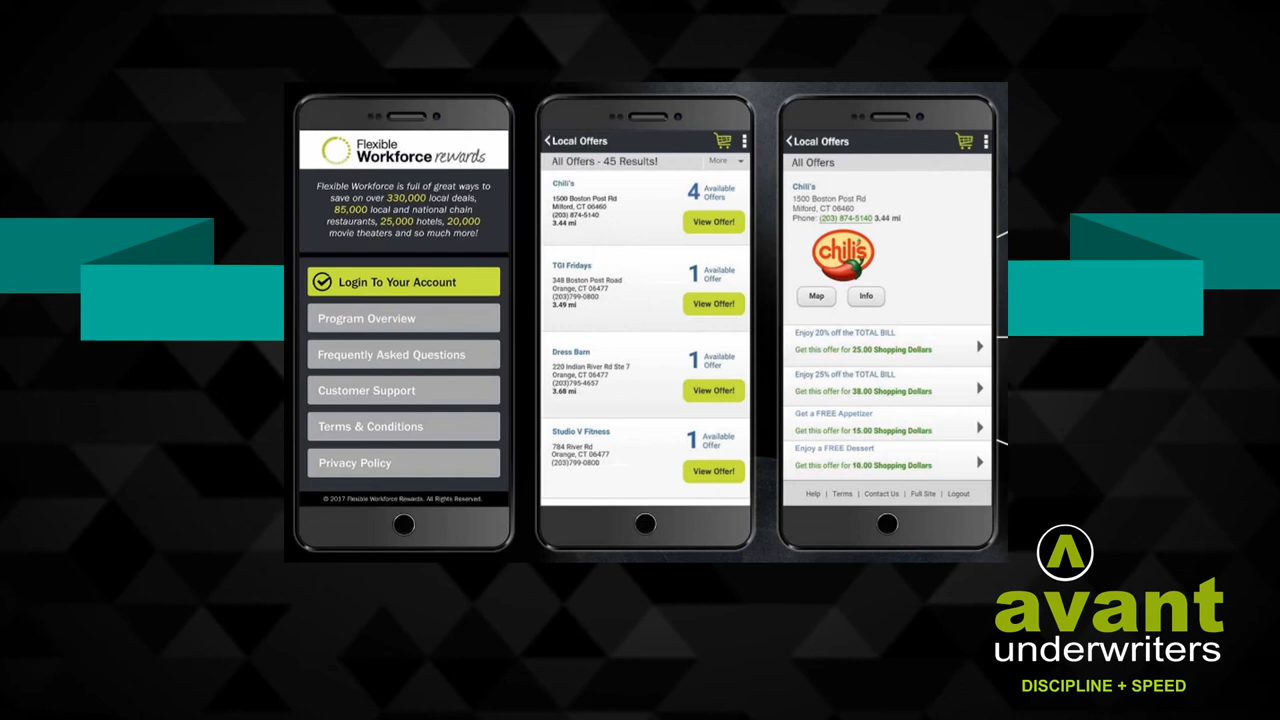 Flexible
Workforce rewards
Flexible Workforce is full of great ways to
save on over 330,000 local deals,
85,000 local and national chain
restaurants, 25,000 hotels, 20,000
movie theaters and so much more!
Login To Your Account
Program Overview
Frequently Asked Questions
Customer Support
Terms & Conditions
Privacy Policy
© 2017 Flexible Workforce Rewards. All Rights Reserved.
Local Offers
All Offers - 45 Results!
More
Chili's
1500 Boston Post Rd
Milford, CT 06460
(203) 874-5140
3.44 mi
4 Available
Offers
View Offer!
TGI Fridays
348 Boston Post Road
Orange, CT 06477
(203)799-0800
3.49 mi
1 Available
Offer
View Offer!
Dress Barn
220 Indian River Rd Ste 7
Orange, CT 06477
(203)795-4657
3.68 mi
1 Available
Offer
View Offer!
Studio V Fitness
784 River Rd
Orange, CT 06477
(203)799-0800
1 Available
Offer
View Offer!
Local Offers
All Offers
Chili's
1500 Boston Post Rd
Milford, CT 06460
Phone: (203) 874-5140 3.44 mi
chili's
Map
Info
Enjoy 20% off the TOTAL BILL
Get this offer for 25.00 Shopping Dollars
Enjoy 25% off the TOTAL BILL
Get this offer for 38.00 Shopping Dollars
Get a FREE Appetizer
Get this offer for 15.00 Shopping Dollars
Enjoy a FREE Dessert
Get this offer for 10.00 Shopping Dollars
Help | Terms | Contact Us | Full Site | Logout
avant
underwriters
DISCIPLINE + SPEED